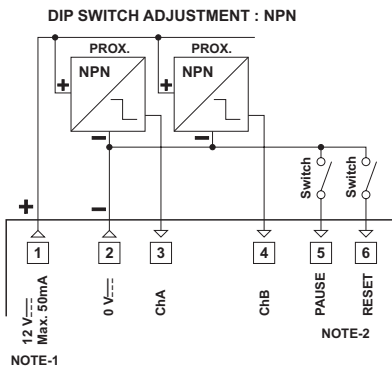 DIP SWITCH ADJUSTMENT : NPN
PROX.
PROX.
NPN
NPN
+
+
−
−
Switch
Switch
+
−
1
2
3
4
5
6
12 V⎓
Max. 50mA
0 V⎓
ChA
ChB
PAUSE
RESET
NOTE-1
NOTE-2